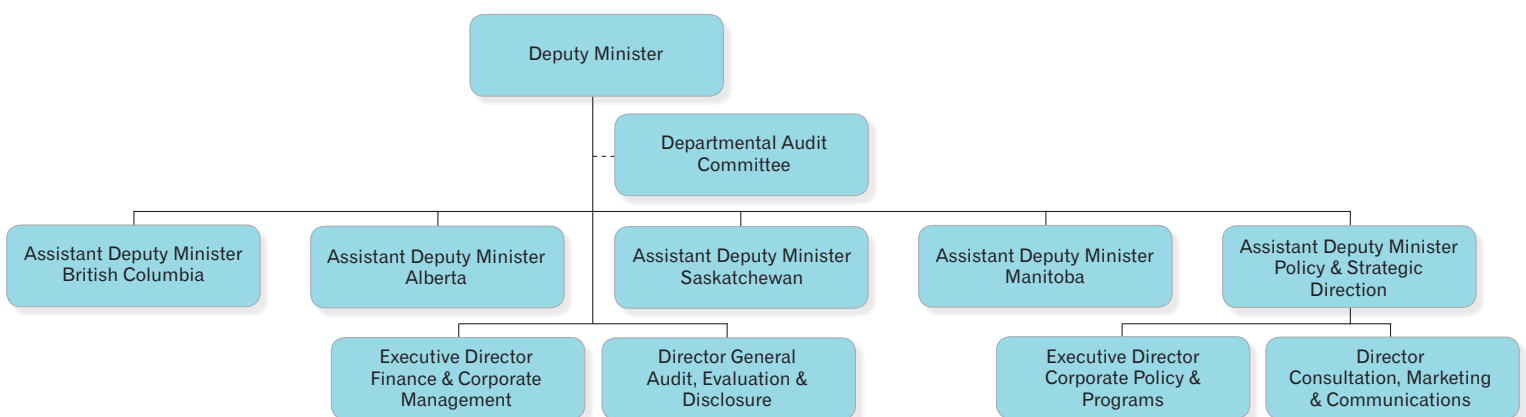 Deputy Minister
Departmental Audit
Committee
Assistant Deputy Minister
British Columbia
Assistant Deputy Minister
Alberta
Assistant Deputy Minister
Saskatchewan
Assistant Deputy Minister
Manitoba
Assistant Deputy Minister
Policy & Strategic
Direction
Executive Director
Finance & Corporate
Management
Director General
Audit, Evaluation &
Disclosure
Executive Director
Corporate Policy &
Programs
Director
Consultation, Marketing
& Communications